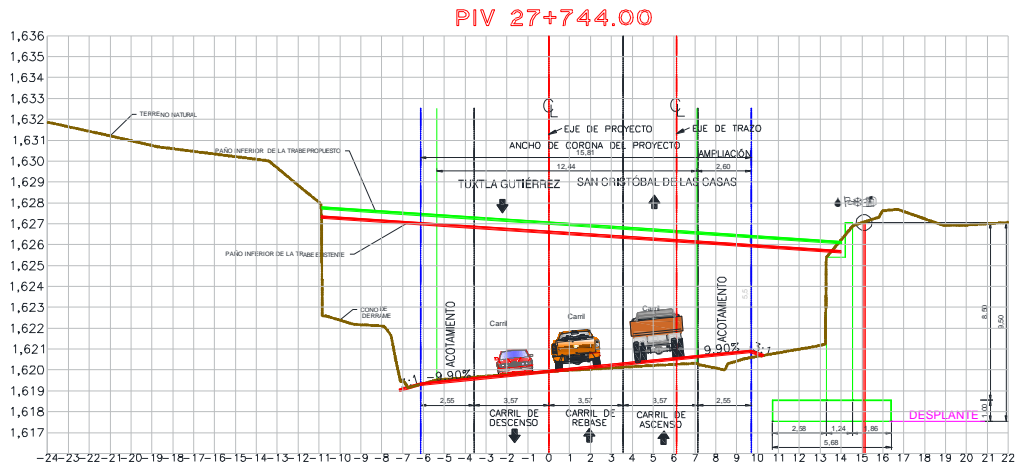 PIV 27+744.00
1,636
1,635
1,634
1,633
1,632
1,631
1,630
1,629
1,628
1,627
1,626
1,625
1,624
1,623
1,622
1,621
1,620
1,619
1,618
1,617
TERRENO NATURAL
EJE DE PROYECTO
EJE DE TRAZO
ANCHO DE CORONA DEL PROYECTO
15,81
AMPLIACIÓN
PAÑO INFERIOR DE LA TRABE PROPUESTO
12,44
2,60
TUXTLA GUTIÉRREZ
SAN CRISTÓBAL DE LAS CASAS
PAÑO INFERIOR DE LA TRABE EXISTENTE
CONO DE DERRAME
ACOTAMIENTO
Carril
Carril
Carril
ACOTAMIENTO
5,5
8,50
9,50
1:1
-9.90%
9.90%
3:1
2,55
3,57
3,57
3,57
2,55
1,00
CARRIL DE DESCENSO
CARRIL DE REBASE
CARRIL DE ASCENSO
DESPLANTE
2,58
1,24
1,86
5,68
-24 -23 -22 -21 -20 -19 -18 -17 -16 -15 -14 -13 -12 -11 -10 -9 -8 -7 -6 -5 -4 -3 -2 -1 0 1 2 3 4 5 6 7 8 9 10 11 12 13 14 15 16 17 18 19 20 21 22